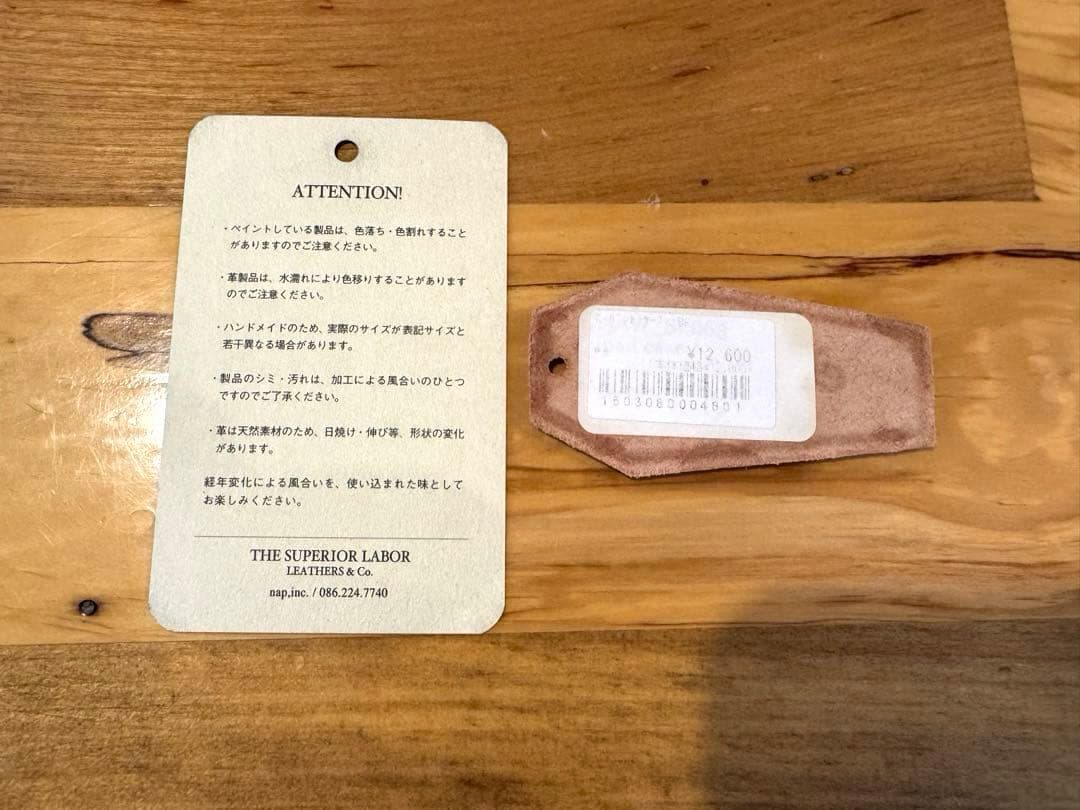 ATTENTION!
・ペイントしている製品は、色落ち・色割れすること
がありますのでご注意ください。
・革製品は、水濡れにより色移りすることがあります
のでご注意ください。
・ハンドメイドのため、実際のサイズが表記サイズと
若干異なる場合があります。
・製品のシミ・汚れは、加工による風合いのひとつ
ですのでご了承ください。
・革は天然素材のため、日焼け・伸び等、形状の変化
があります。
経年変化による風合いを、使い込まれた味として
お楽しみください。
THE SUPERIOR LABOR
LEATHERS & Co.
nap,inc. / 086.224.7740
¥12,600